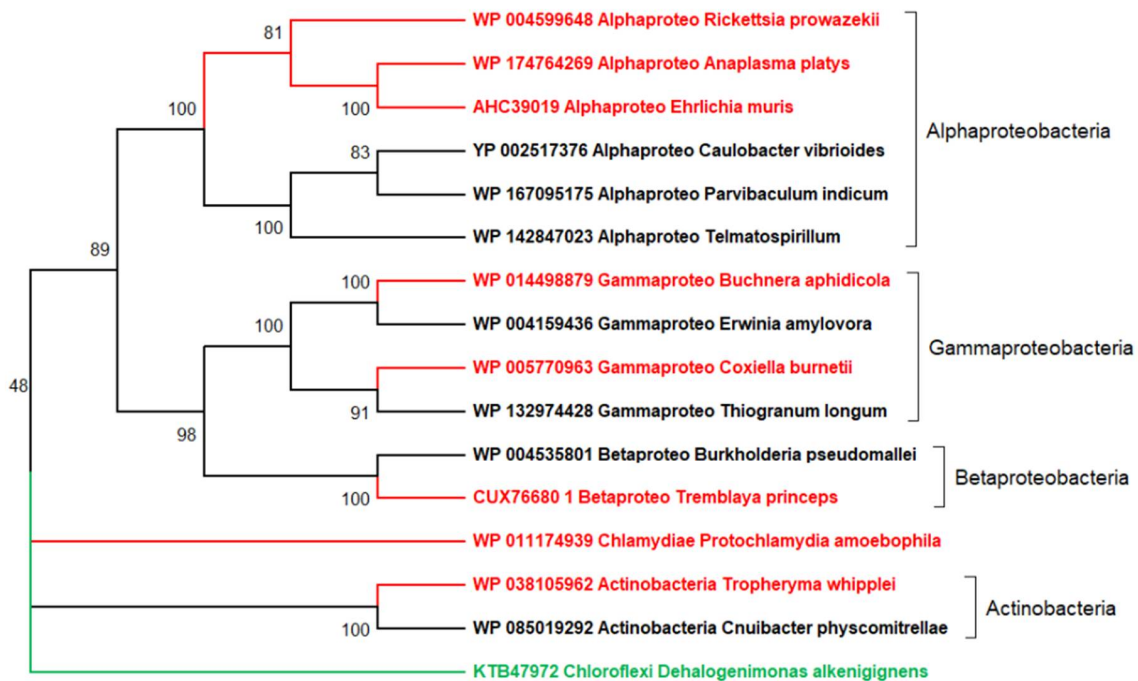 WP 004599648 Alphaproteo Rickettsia prowazekii
81
WP 174764269 Alphaproteo Anaplasma platys
100
100
AHC39019 Alphaproteo Ehrlichia muris
Alphaproteobacteria
83
YP 002517376 Alphaproteo Caulobacter vibrioides
WP 167095175 Alphaproteo Parvibaculum indicum
100
WP 142847023 Alphaproteo Telmatospirillum
89
100
WP 014498879 Gammaproteo Buchnera aphidicola
100
WP 004159436 Gammaproteo Erwinia amylovora
Gammaproteobacteria
WP 005770963 Gammaproteo Coxiella burnetii
48
91
WP 132974428 Gammaproteo Thiogranum longum
98
WP 004535801 Betaproteo Burkholderia pseudomallei
Betaproteobacteria
100
CUX76680 1 Betaproteo Tremblaya princeps
WP 011174939 Chlamydiae Protochlamydia amoebophila
WP 038105962 Actinobacteria Tropheryma whipplei
Actinobacteria
100
WP 085019292 Actinobacteria Cnuibacter physcomitrellae
KTB47972 Chloroflexi Dehalogenimonas alkenigignens